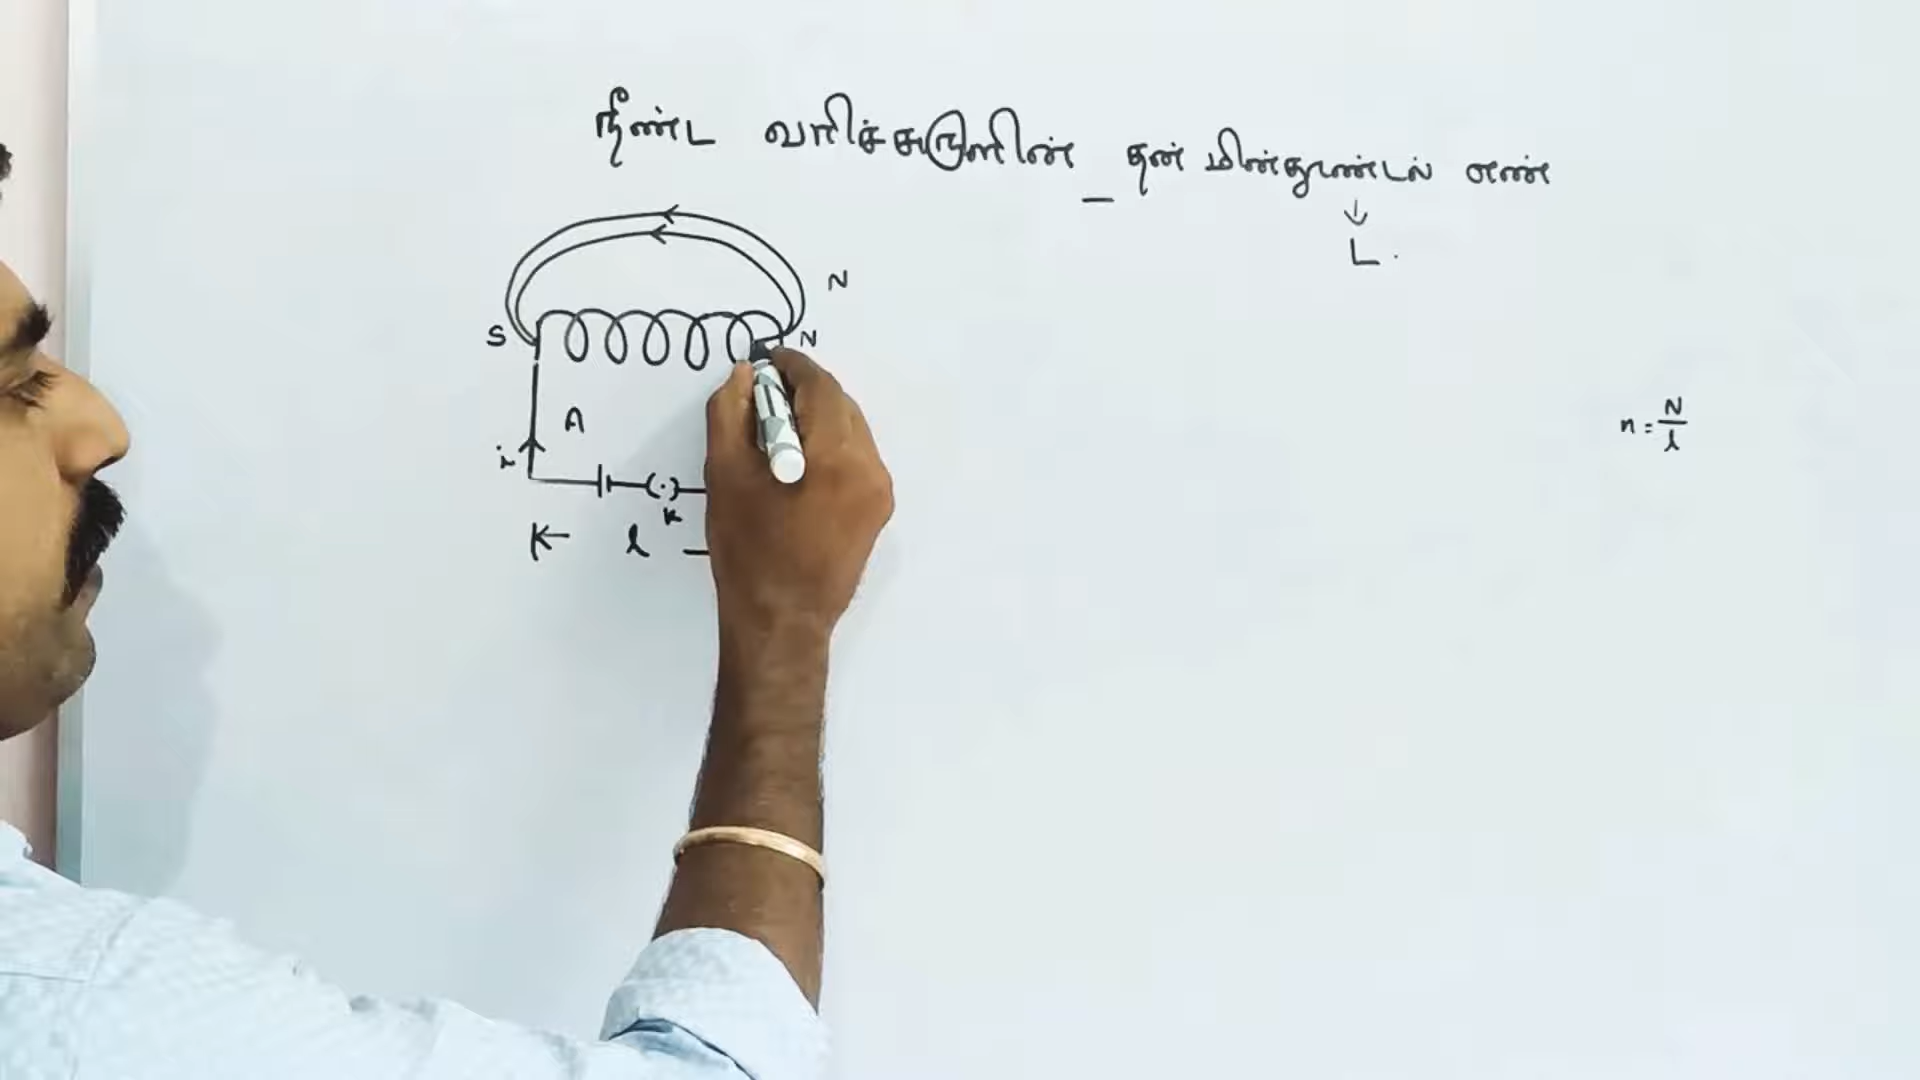 நீண்ட வரிச்சுருளின் _ தன் மின்தூண்டல் எண்
↓
L .
N
S N
A
i
K
l
n = N/l